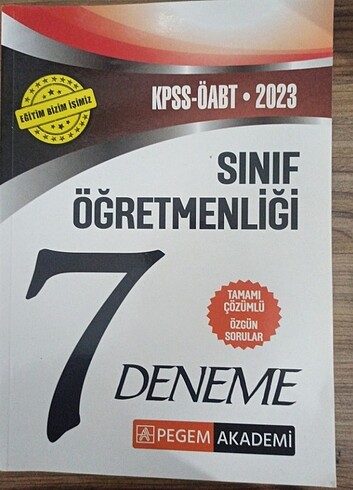 EĞİTİM BİZİM İŞİMİZ
KPSS-ÖABT • 2023
SINIF
ÖĞRETMENLİĞİ
7 DENEME
TAMAMI
ÇÖZÜMLÜ
ÖZGÜN
SORULAR
PEGEM AKADEMİ